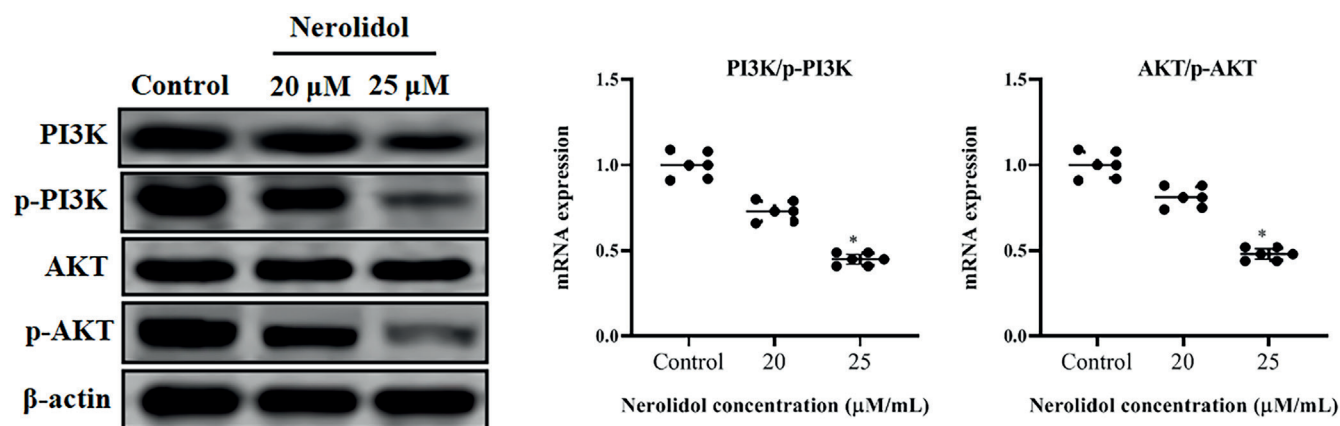 Nerolidol
Control 20 μM 25 μM
PI3K
p-PI3K
AKT
p-AKT
β-actin
PI3K/p-PI3K
1.5
1.0
0.5
0.0
mRNA expression
*
Control 20 25
Nerolidol concentration (μM/mL)
AKT/p-AKT
1.5
1.0
0.5
0.0
mRNA expression
*
Control 20 25
Nerolidol concentration (μM/mL)